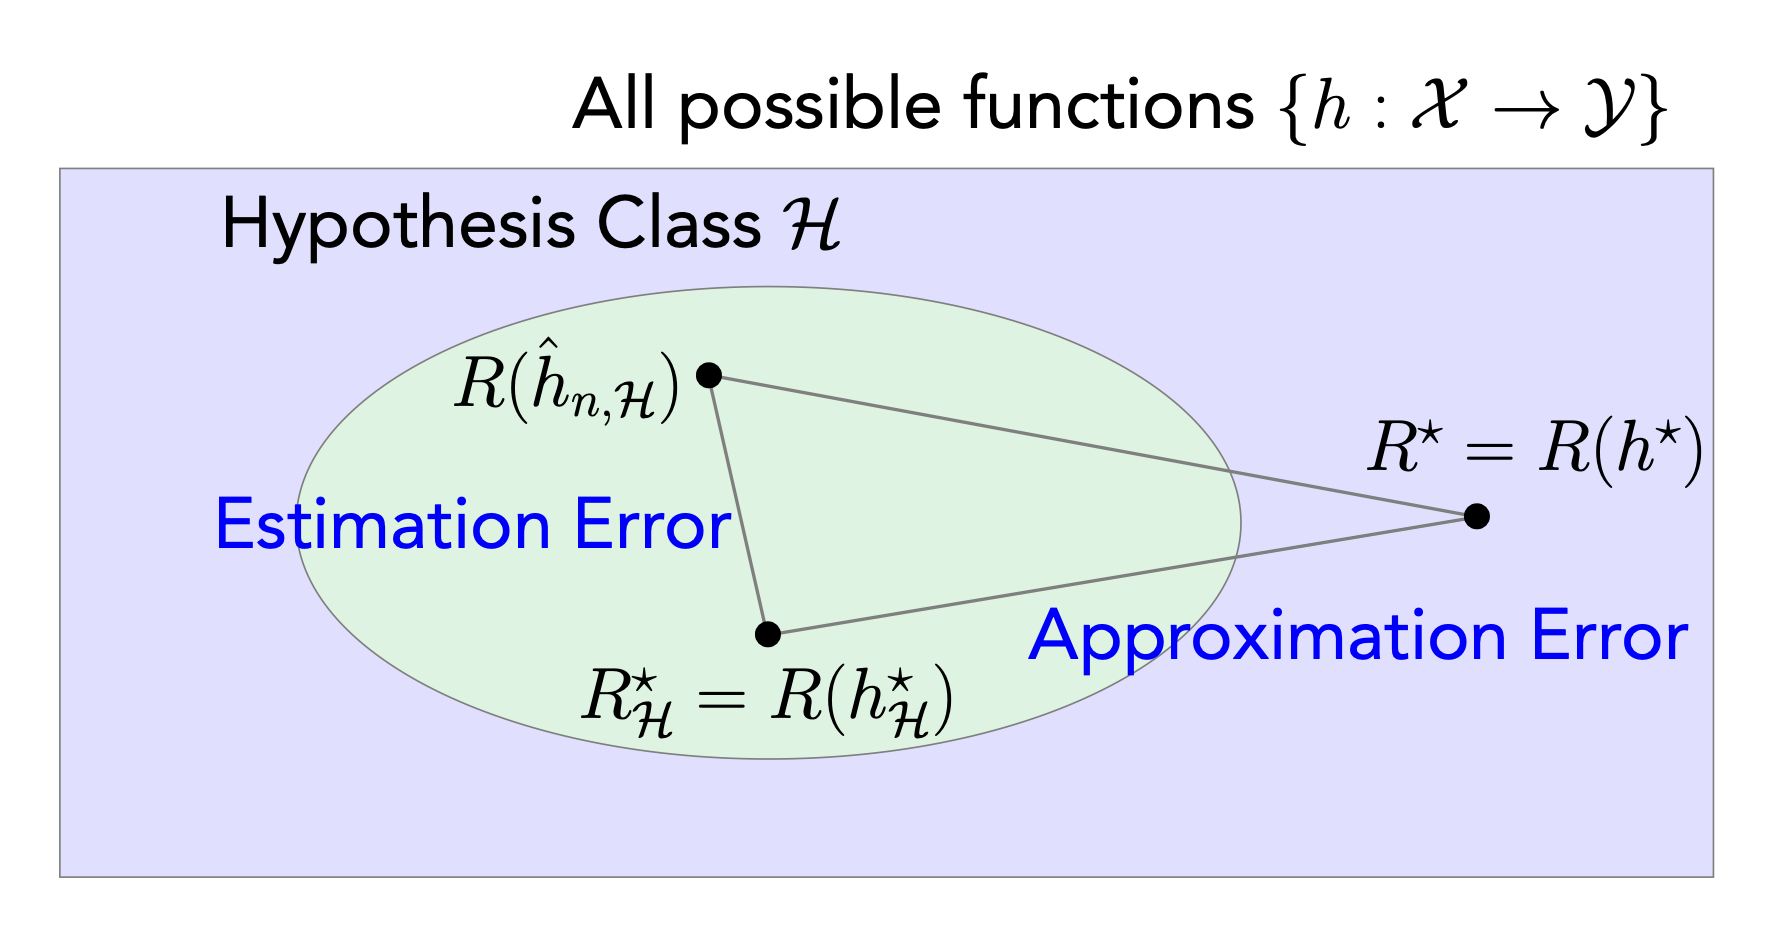 All possible functions $\{h : \mathcal{X} \to \mathcal{Y}\}$
Hypothesis Class $\mathcal{H}$
$R(\hat{h}_{n,\mathcal{H}})$
$R^\star = R(h^\star)$
Estimation Error
Approximation Error
$R^\star_{\mathcal{H}} = R(h^\star_{\mathcal{H}})$